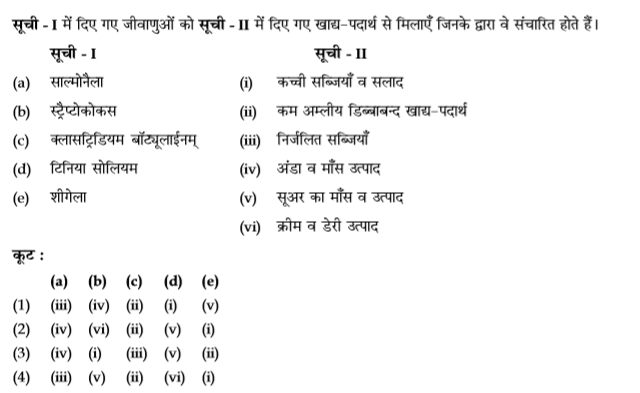 सूची - I में दिए गए जीवाणुओं को सूची - II में दिए गए खाद्य-पदार्थ से मिलाएँ जिनके द्वारा वे संचारित होते हैं।
सूची - I सूची - II
(a) साल्मोनैला (i) कच्ची सब्जियाँ व सलाद
(b) स्ट्रैप्टोकोकस (ii) कम अम्लीय डिब्बाबन्द खाद्य-पदार्थ
(c) क्लासट्रिडियम बॉट्यूलाईनम् (iii) निर्जलित सब्जियाँ
(d) टिनिया सोलियम (iv) अंडा व माँस उत्पाद
(e) शीगेला (v) सूअर का माँस व उत्पाद
(vi) क्रीम व डेरी उत्पाद
कूट :
(a) (b) (c) (d) (e)
(1) (iii) (iv) (ii) (i) (v)
(2) (iv) (vi) (ii) (v) (i)
(3) (iv) (i) (iii) (v) (ii)
(4) (iii) (v) (ii) (vi) (i)